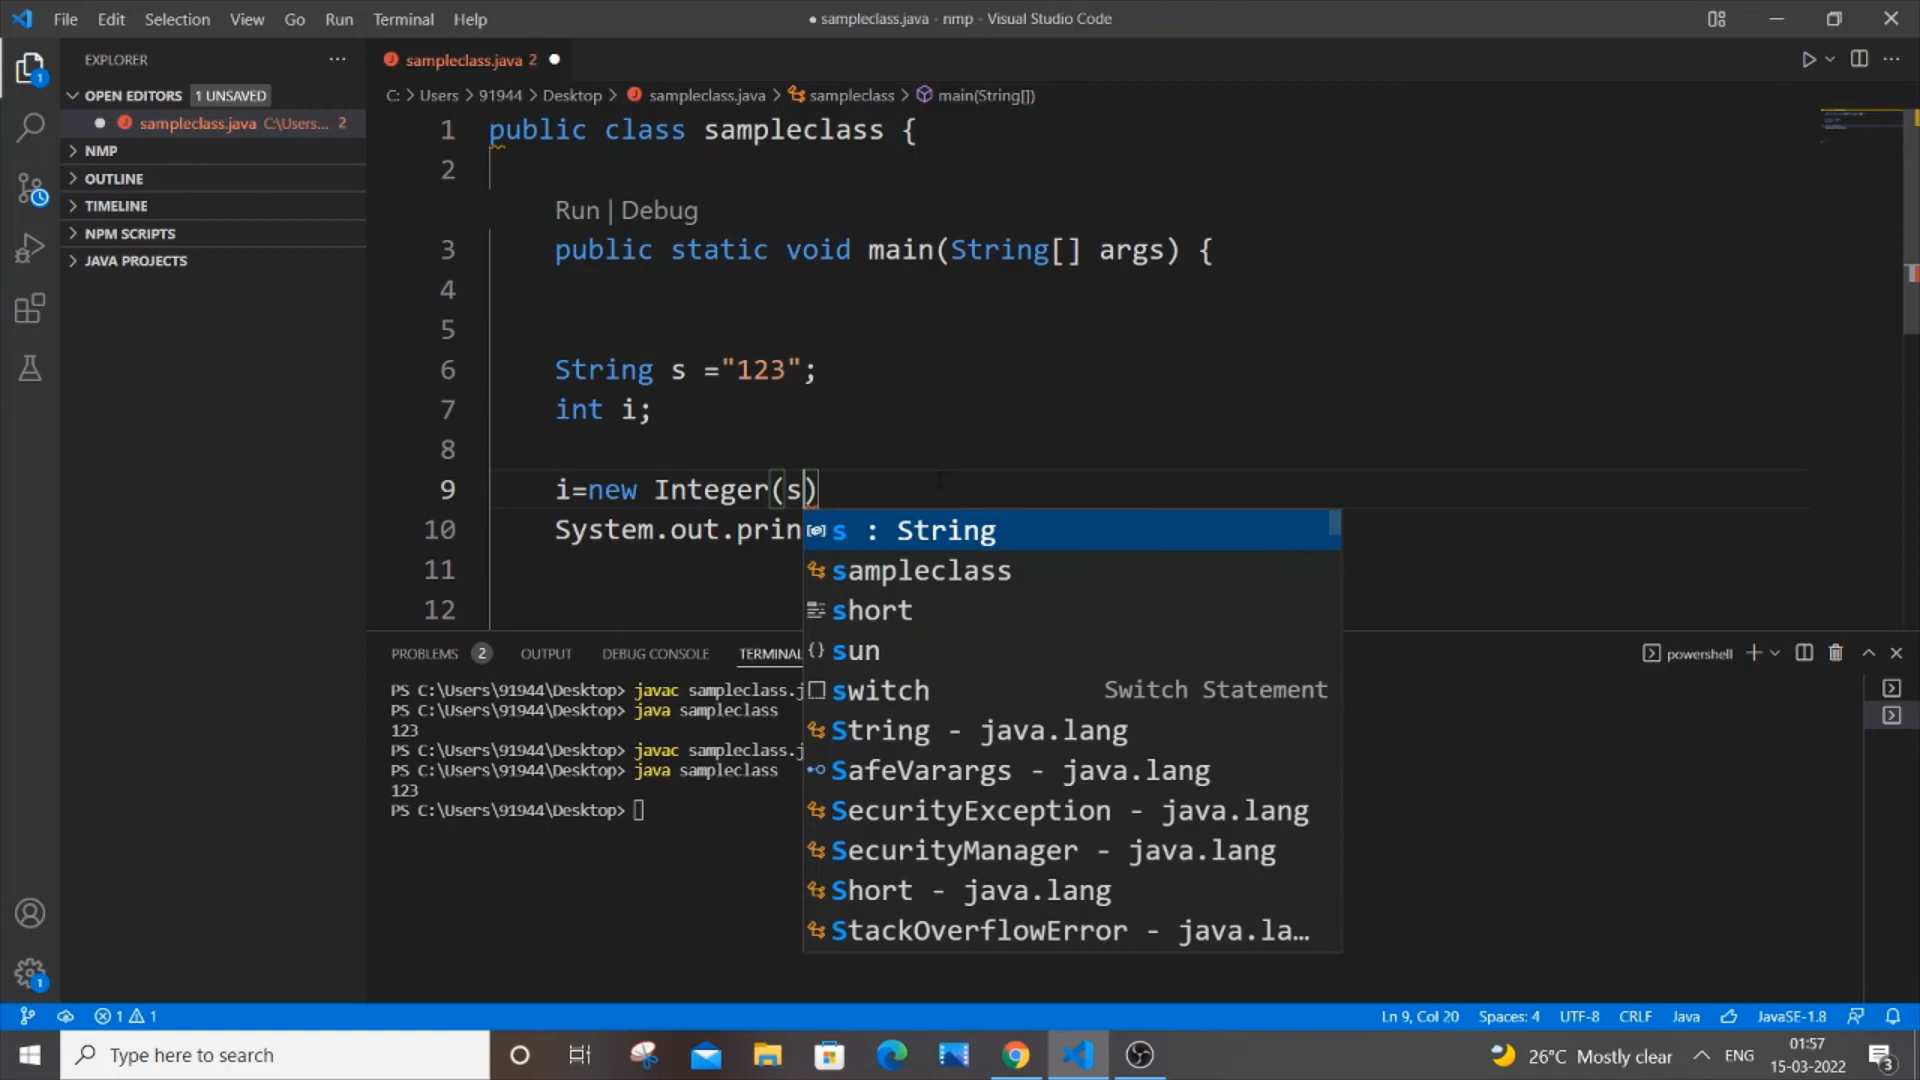 File Edit Selection View Go Run Terminal Help
● sampleclass.java - nmp - Visual Studio Code
EXPLORER
OPEN EDITORS 1 UNSAVED
sampleclass.java C:\Users... 2
NMP
OUTLINE
TIMELINE
NPM SCRIPTS
JAVA PROJECTS
1
sampleclass.java 2
C: > Users > 91944 > Desktop > sampleclass.java > sampleclass > main(String[])
1 public class sampleclass {
2
Run | Debug
3 public static void main(String[] args) {
4
5
6 String s ="123";
7 int i;
8
9 i=new Integer(s)
10 System.out.prin
11
12
s : String
sampleclass
short
sun
switch Switch Statement
String - java.lang
SafeVarargs - java.lang
SecurityException - java.lang
SecurityManager - java.lang
Short - java.lang
StackOverflowError - java.la...
PROBLEMS 2 OUTPUT DEBUG CONSOLE TERMINAL
powershell
PS C:\Users\91944\Desktop> javac sampleclass.j
PS C:\Users\91944\Desktop> java sampleclass
123
PS C:\Users\91944\Desktop> javac sampleclass.j
PS C:\Users\91944\Desktop> java sampleclass
123
PS C:\Users\91944\Desktop>
1
1 1
Ln 9, Col 20 Spaces: 4 UTF-8 CRLF Java JavaSE-1.8
Type here to search
26°C Mostly clear
ENG
01:57
15-03-2022
3